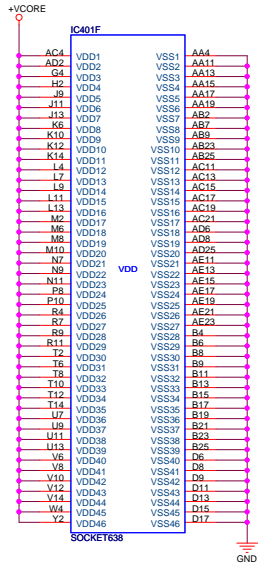 +VCORE
IC401F
AC4 VDD1 VSS1 AA4
AD2 VDD2 VSS2 AA11
G4 VDD3 VSS3 AA13
H2 VDD4 VSS4 AA15
J9 VDD5 VSS5 AA17
J11 VDD6 VSS6 AA19
J13 VDD7 VSS7 AB2
K6 VDD8 VSS8 AB7
K10 VDD9 VSS9 AB9
K12 VDD10 VSS10 AB23
K14 VDD11 VSS11 AB25
L4 VDD12 VSS12 AC11
L7 VDD13 VSS13 AC13
L9 VDD14 VSS14 AC15
L11 VDD15 VSS15 AC17
L13 VDD16 VSS16 AC19
M2 VDD17 VSS17 AC21
M6 VDD18 VSS18 AD6
M8 VDD19 VSS19 AD8
M10 VDD20 VSS20 AD25
N7 VDD21 VSS21 AE11
N9 VDD22 VDD VSS22 AE13
N11 VDD23 VSS23 AE15
P8 VDD24 VSS24 AE17
P10 VDD25 VSS25 AE19
R4 VDD26 VSS26 AE21
R7 VDD27 VSS27 AE23
R9 VDD28 VSS28 B4
R11 VDD29 VSS29 B6
T2 VDD30 VSS30 B8
T6 VDD31 VSS31 B9
T8 VDD32 VSS32 B11
T10 VDD33 VSS33 B13
T12 VDD34 VSS34 B15
T14 VDD35 VSS35 B17
U7 VDD36 VSS36 B19
U9 VDD37 VSS37 B21
U11 VDD38 VSS38 B23
U13 VDD39 VSS39 B25
V6 VDD40 VSS40 D6
V8 VDD41 VSS41 D8
V10 VDD42 VSS42 D9
V12 VDD43 VSS43 D11
V14 VDD44 VSS44 D13
W4 VDD45 VSS45 D15
Y2 VDD46 VSS46 D17
SOCKET638
GND